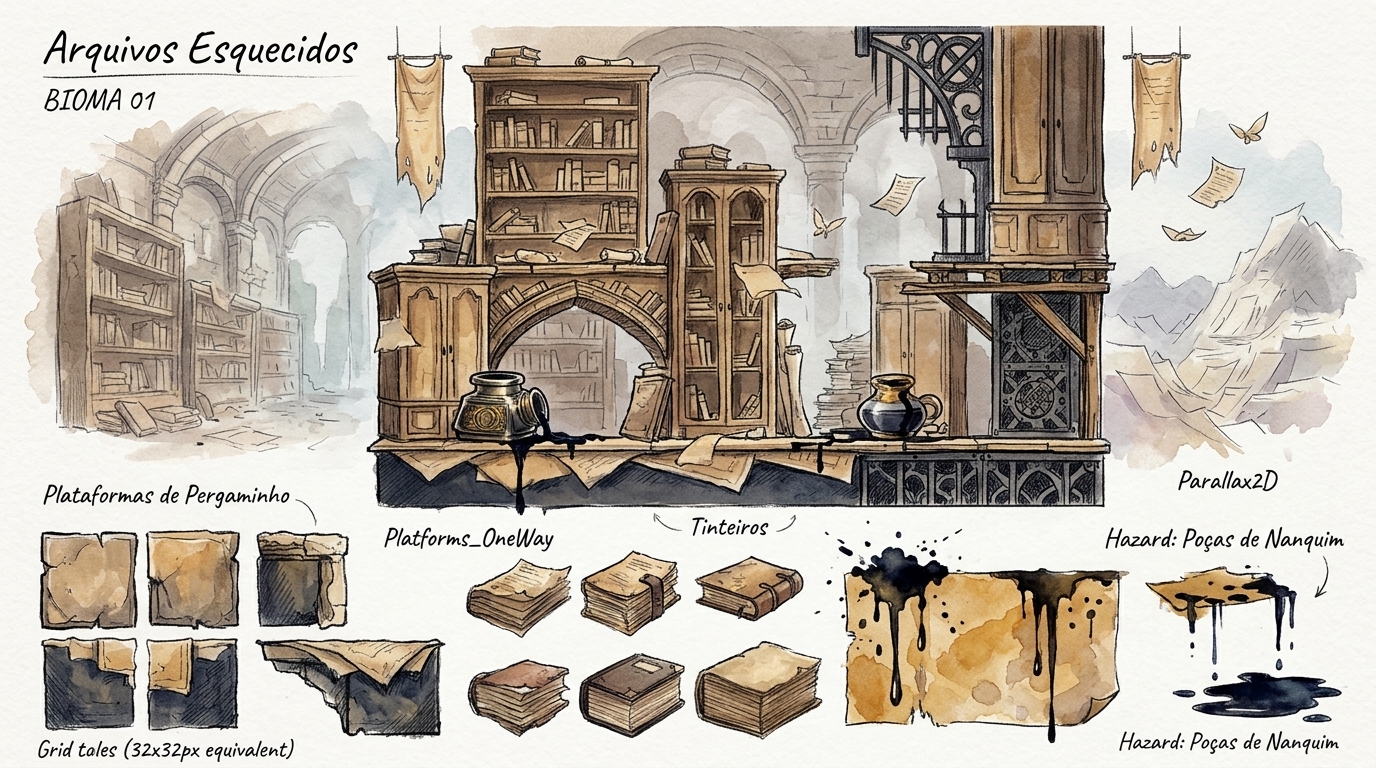 Arquivos Esquecidos
BIOMA 01
Parallax2D
Plataformas de Pergaminho
Platforms_OneWay
Tinteiros
Hazard: Poças de Nanquim
Grid tales (32x32px equivalent)
Hazard: Poças de Nanquim